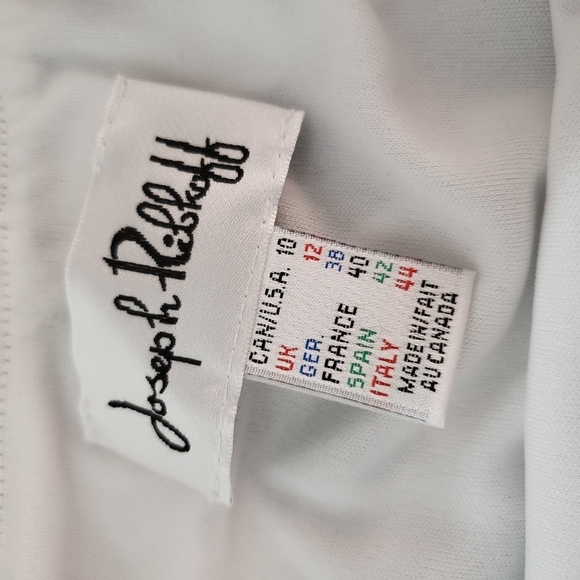 Joseph Ribkoff
CAN/U.S.A. 10
UK 12
GER. 38
FRANCE 40
SPAIN 42
ITALY 44
MADE IN/FAIT
AU CANADA